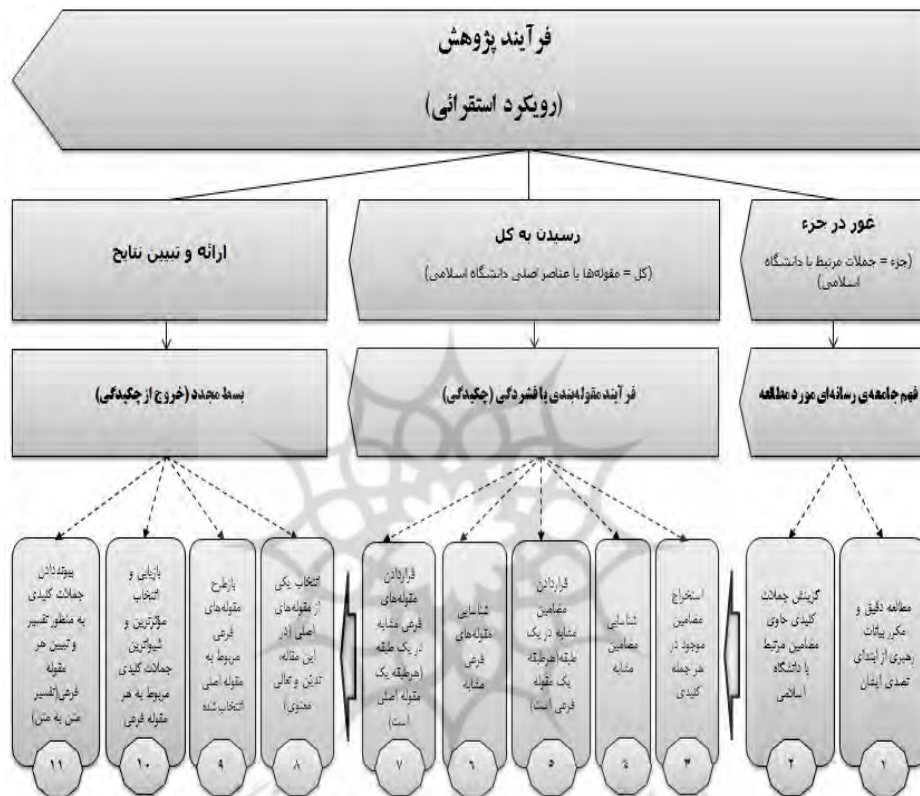 فرآیند پژوهش
(رویکرد استقرائی)
غور در جزء
(جزء = جملات مرتبط با دانشگاه
اسلامی)
رسیدن به کل
(کل = مقوله‌ها یا عناصر اصلی دانشگاه اسلامی)
ارائه و تبیین نتایج
فهم جامعه‌ی رسانه‌ای مورد مطالعه
فرآیند مقوله‌بندی یا فشردگی (چکیدگی)
بسط مجدد (خروج از چکیدگی)
مطالعه دقیق و
مکرر بیانات
رهبری از ابتدای
تصدی ایشان
۱
گزینش جملات
کلیدی حاوی
مضامین مرتبط
با دانشگاه
اسلامی
۲
استخراج
مضامین
موجود در
هر جمله
کلیدی
۳
شناسایی
مضامین
مشابه
۴
قراردادن
مضامین
مشابه در یک
طبقه (هرطبقه
یک مقوله
فرعی است)
۵
شناسایی
مقوله‌های
فرعی
مشابه
۶
قراردادن
مقوله‌های
فرعی مشابه
در یک طبقه
(هرطبقه یک
مقوله اصلی
است)
۷
انتخاب یکی
از مقوله‌های
اصلی (در
این مقاله،
تدیّن و تعالی
معنوی)
۸
بازطرح
مقوله‌های
فرعی
مربوط به
مقوله اصلی
انتخاب شده
۹
بازیابی و
انتخاب
مؤثرترین و
شیواترین
جملات کلیدی
مربوط به هر
مقوله فرعی
۱۰
پیونددادن
جملات کلیدی
به منظور تفسیر
و تبیین هر
مقوله
فرعی(تفسیر
متن به متن)
۱۱